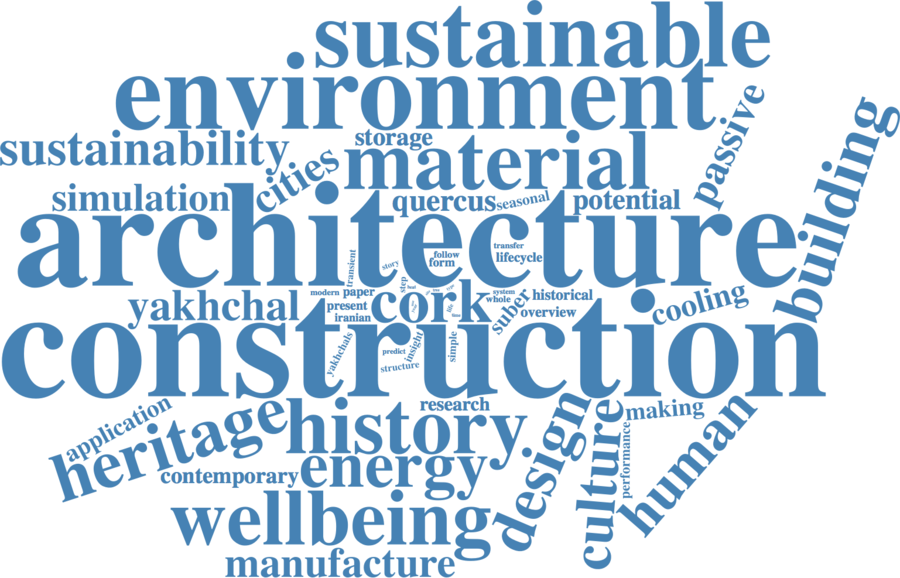 sustainable
environment
passive
building
sustainability
storage
cities
material
simulation
quercus
seasonal
potential
architecture
transient
story
follow
form
transfer
lifecycle
step
modern
paper
cork
system
whole
suber
historical
cooling
yakhchal
present
iranian
overview
construction
yakhchals
predict
insight
simple
structure
research
application
heritage
history
design
culture
making
performance
human
contemporary
energy
wellbeing
manufacture